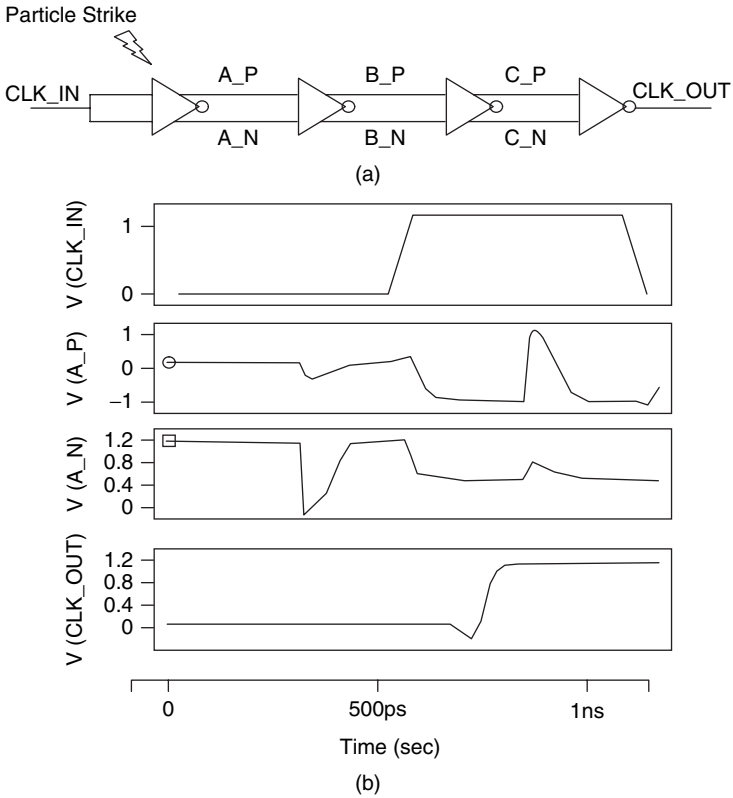 Particle Strike
CLK_IN
A_P
B_P
C_P
CLK_OUT
A_N
B_N
C_N
(a)
V (CLK_IN)
1
0
V (A_P)
1
0
−1
V (A_N)
1.2
0.8
0.4
0
V (CLK_OUT)
1.2
0.8
0.4
0
0
500ps
1ns
Time (sec)
(b)